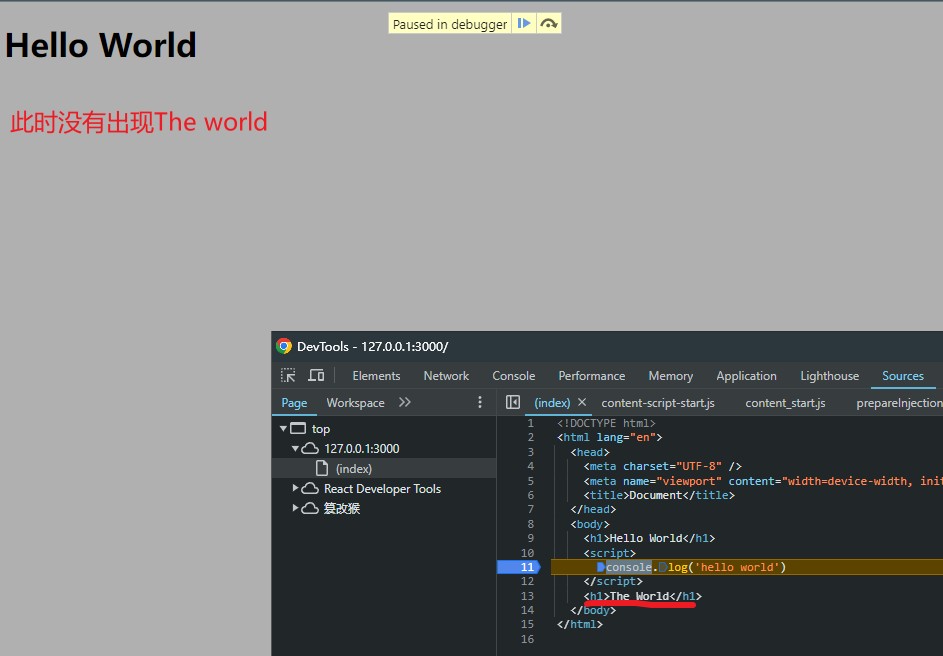 Paused in debugger
Hello World
此时没有出现The world
DevTools - 127.0.0.1:3000/
Elements Network Console Performance Memory Application Lighthouse Sources
Page Workspace (index) content-script-start.js content_start.js prepareInjection
top
127.0.0.1:3000
(index)
React Developer Tools
篡改猴
1 <!DOCTYPE html>
2 <html lang="en">
3 <head>
4 <meta charset="UTF-8" />
5 <meta name="viewport" content="width=device-width, init
6 <title>Document</title>
7 </head>
8 <body>
9 <h1>Hello World</h1>
10 <script>
11 console.log('hello world')
12 </script>
13 <h1>The World</h1>
14 </body>
15 </html>
16